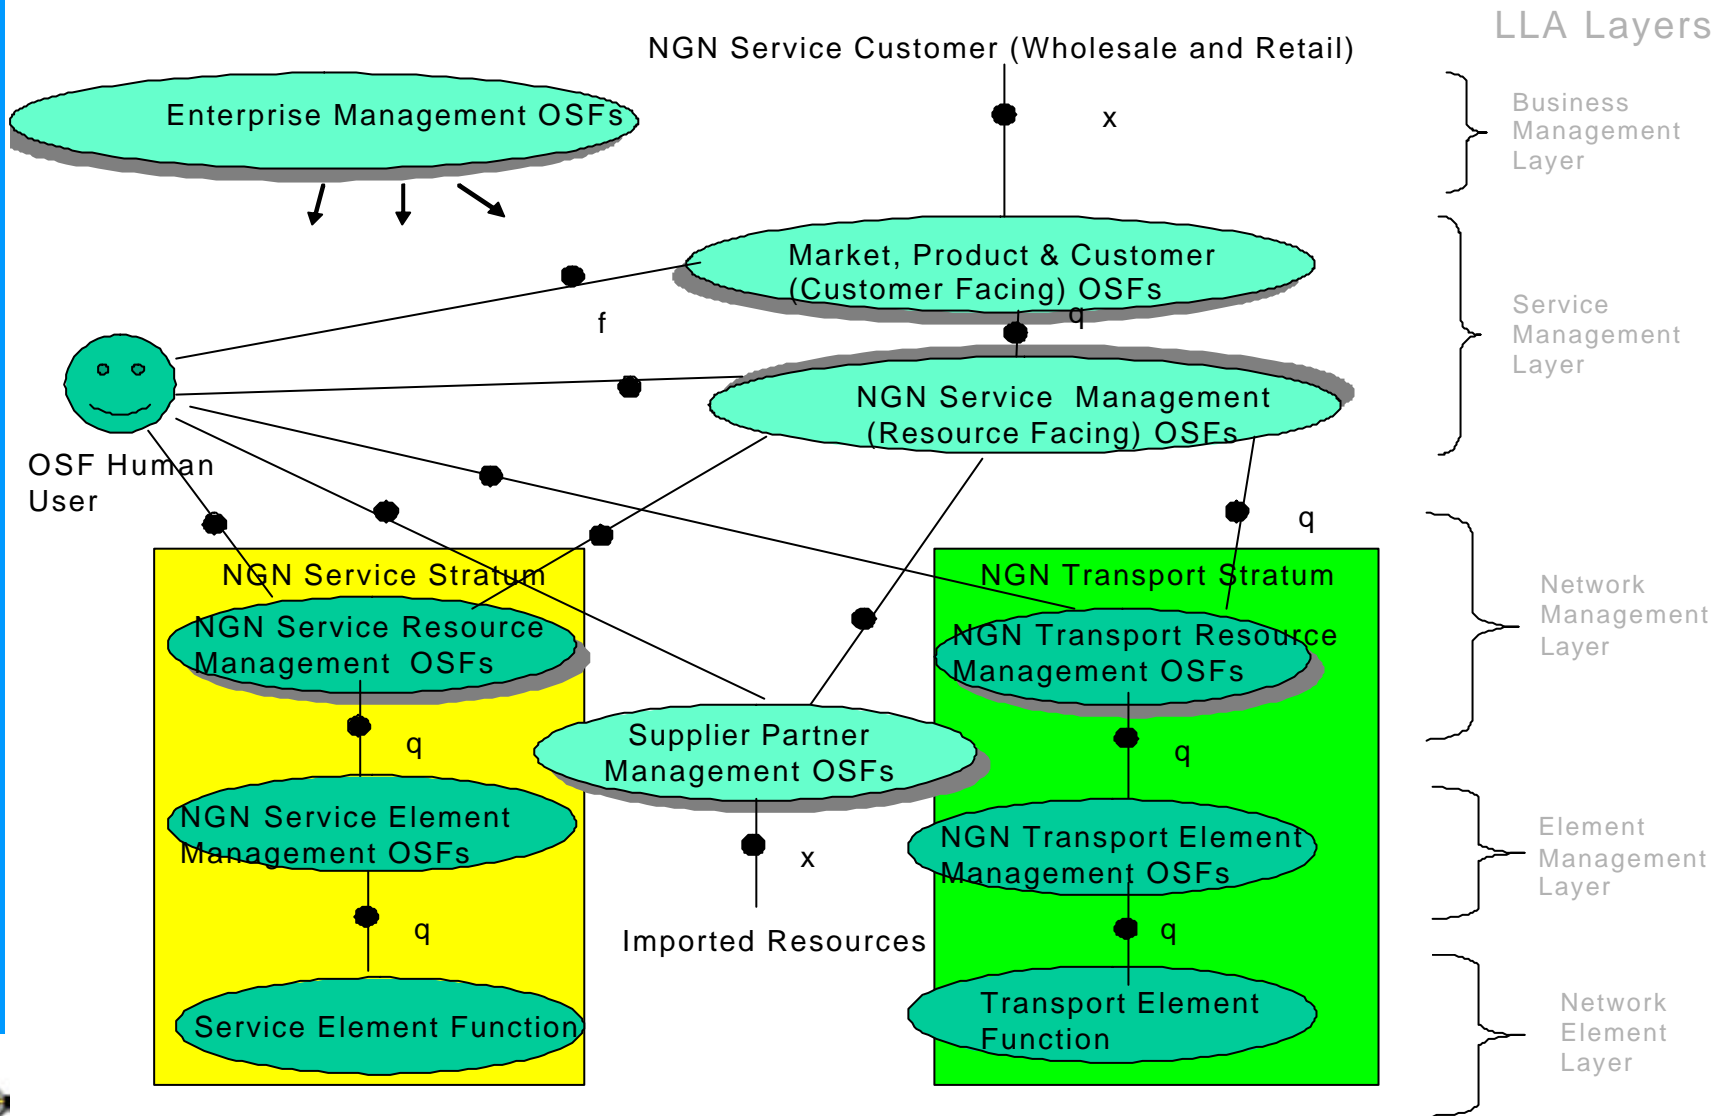 LLA Layers
NGN Service Customer (Wholesale and Retail)
Enterprise Management OSFs
x
Business
Management
Layer
Market, Product & Customer
(Customer Facing) OSFs
f
q
Service
Management
Layer
NGN Service Management
(Resource Facing) OSFs
OSF Human
User
q
NGN Service Stratum
NGN Transport Stratum
Network
Management
Layer
NGN Service Resource
Management OSFs
NGN Transport Resource
Management OSFs
Supplier Partner
Management OSFs
q
q
NGN Service Element
Management OSFs
x
NGN Transport Element
Management OSFs
Element
Management
Layer
q
Imported Resources
q
Service Element Function
Transport Element
Function
Network
Element
Layer